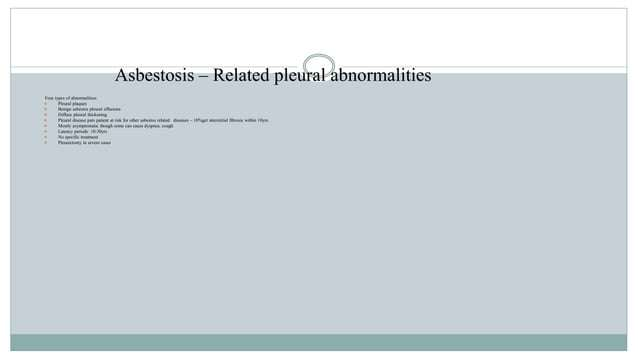 Asbestosis – Related pleural abnormalities
Four types of abnormalities:
Pleural plaques
Benign asbestos pleural effusions
Diffuse pleural thickening
Pleural disease puts patient at risk for other asbestos related diseases – 10%get interstitial fibrosis within 10yrs.
Mostly asymptomatic though some can cause dyspnea, cough
Latency periods 10-30yrs
No specific treatment
Pleurectomy in severe cases